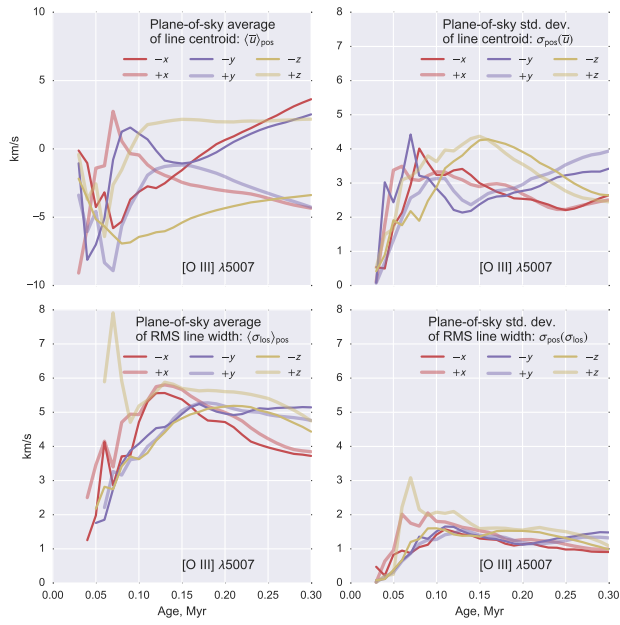 Plane-of-sky average
of line centroid: ⟨u̅⟩pos
−x −y −z
+x +y +z
10
5
0
−5
−10
km/s
[O III] λ5007
Plane-of-sky std. dev.
of line centroid: σpos(u̅)
−x −y −z
+x +y +z
8
7
6
5
4
3
2
1
0
[O III] λ5007
Plane-of-sky average
of RMS line width: ⟨σlos⟩pos
−x −y −z
+x +y +z
8
7
6
5
4
3
2
1
0
km/s
[O III] λ5007
0.00 0.05 0.10 0.15 0.20 0.25 0.30
Age, Myr
Plane-of-sky std. dev.
of RMS line width: σpos(σlos)
−x −y −z
+x +y +z
8
7
6
5
4
3
2
1
0
[O III] λ5007
0.00 0.05 0.10 0.15 0.20 0.25 0.30
Age, Myr